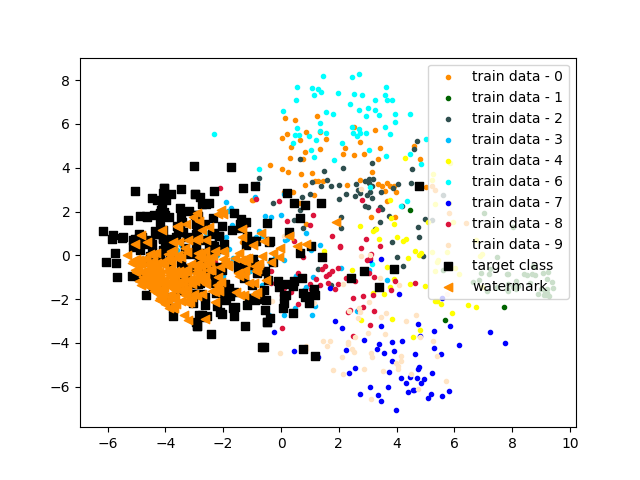 train data - 0
train data - 1
train data - 2
train data - 3
train data - 4
train data - 6
train data - 7
train data - 8
train data - 9
target class
watermark
8
6
4
2
0
−2
−4
−6
−6 −4 −2 0 2 4 6 8 10